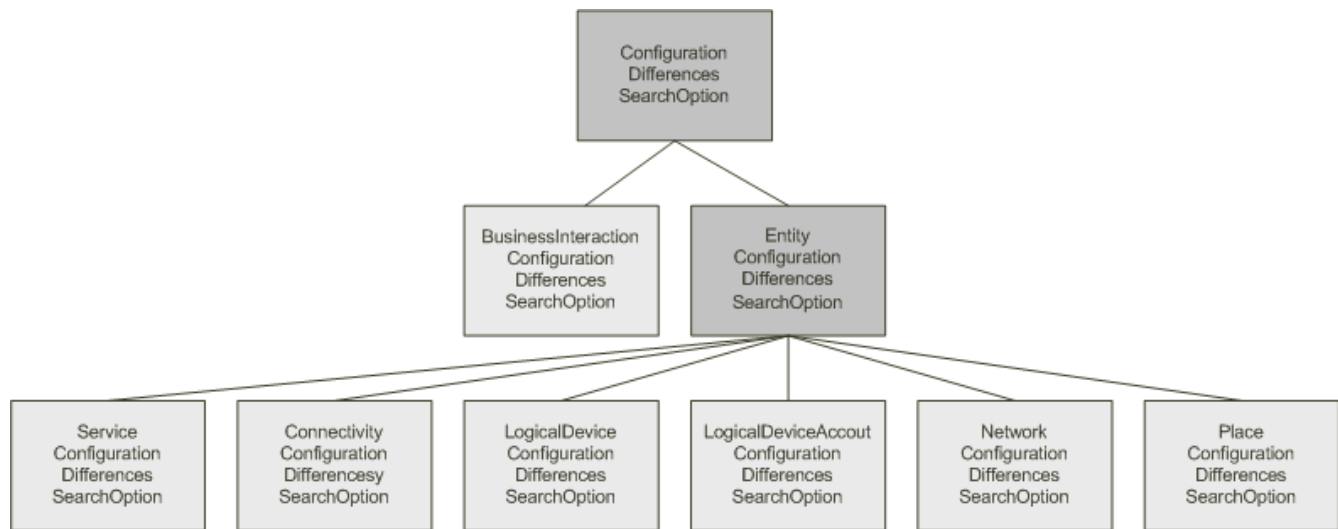 Configuration
Differences
SearchOption
BusinessInteraction
Configuration
Differences
SearchOption
Entity
Configuration
Differences
SearchOption
Service
Configuration
Differences
SearchOption
Connectivity
Configuration
Differencesy
SearchOption
LogicalDevice
Configuration
Differences
SearchOption
LogicalDeviceAccout
Configuration
Differences
SearchOption
Network
Configuration
Differences
SearchOption
Place
Configuration
Differences
SearchOption